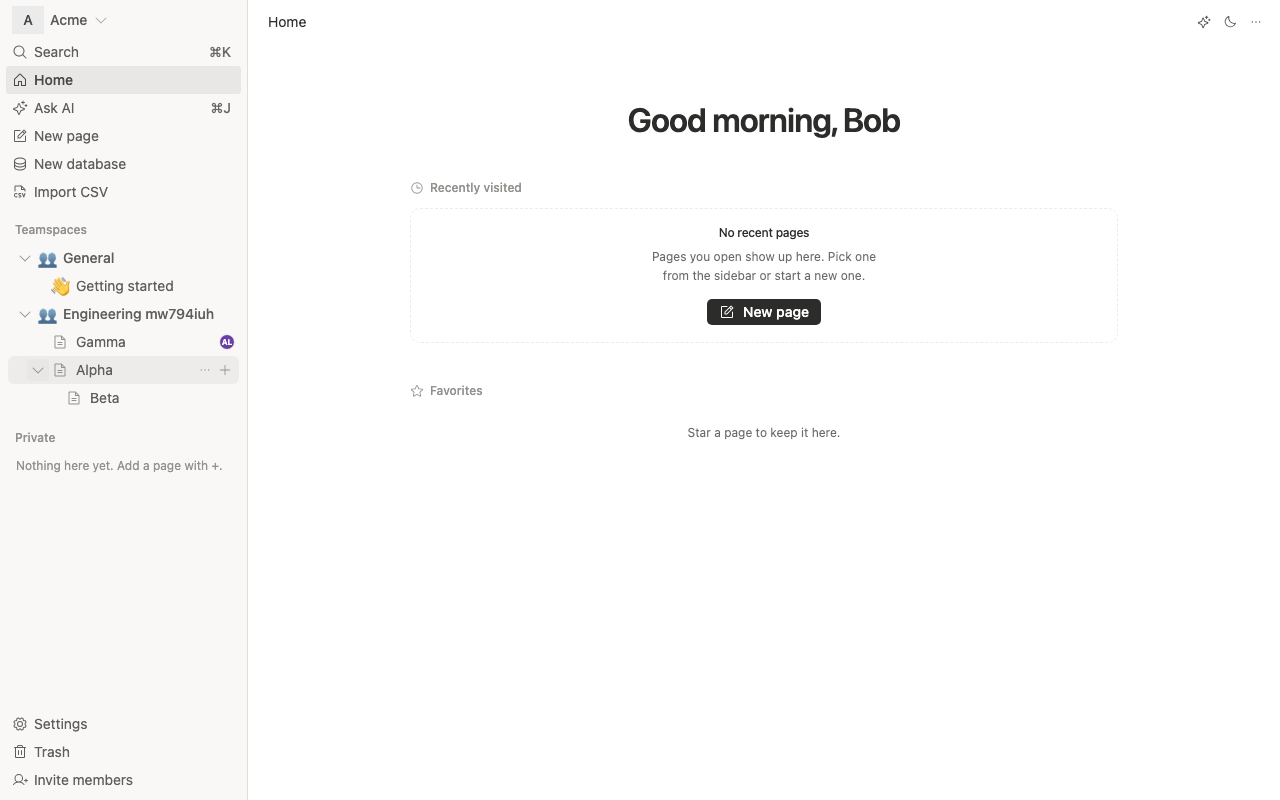 A Acme
Search ⌘K
Home
Ask AI ⌘J
New page
New database
Import CSV
Teamspaces
General
Getting started
Engineering mw794iuh
Gamma AL
Alpha
Beta
Private
Nothing here yet. Add a page with +.
Settings
Trash
Invite members
Home
Good morning, Bob
Recently visited
No recent pages
Pages you open show up here. Pick one
from the sidebar or start a new one.
New page
Favorites
Star a page to keep it here.